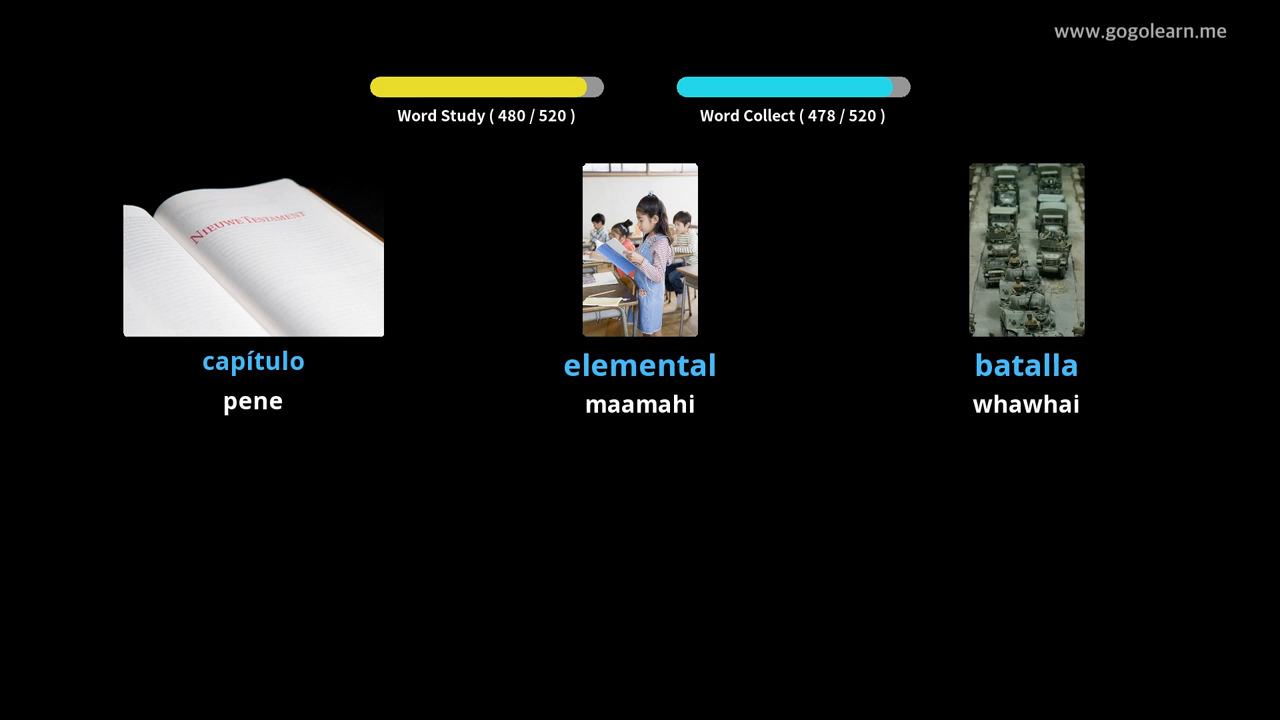 www.gogolearn.me
Word Study ( 480 / 520 )
Word Collect ( 478 / 520 )
NIEUWE TESTAMENT
capítulo
elemental
batalla
pene
maamahi
whawhai